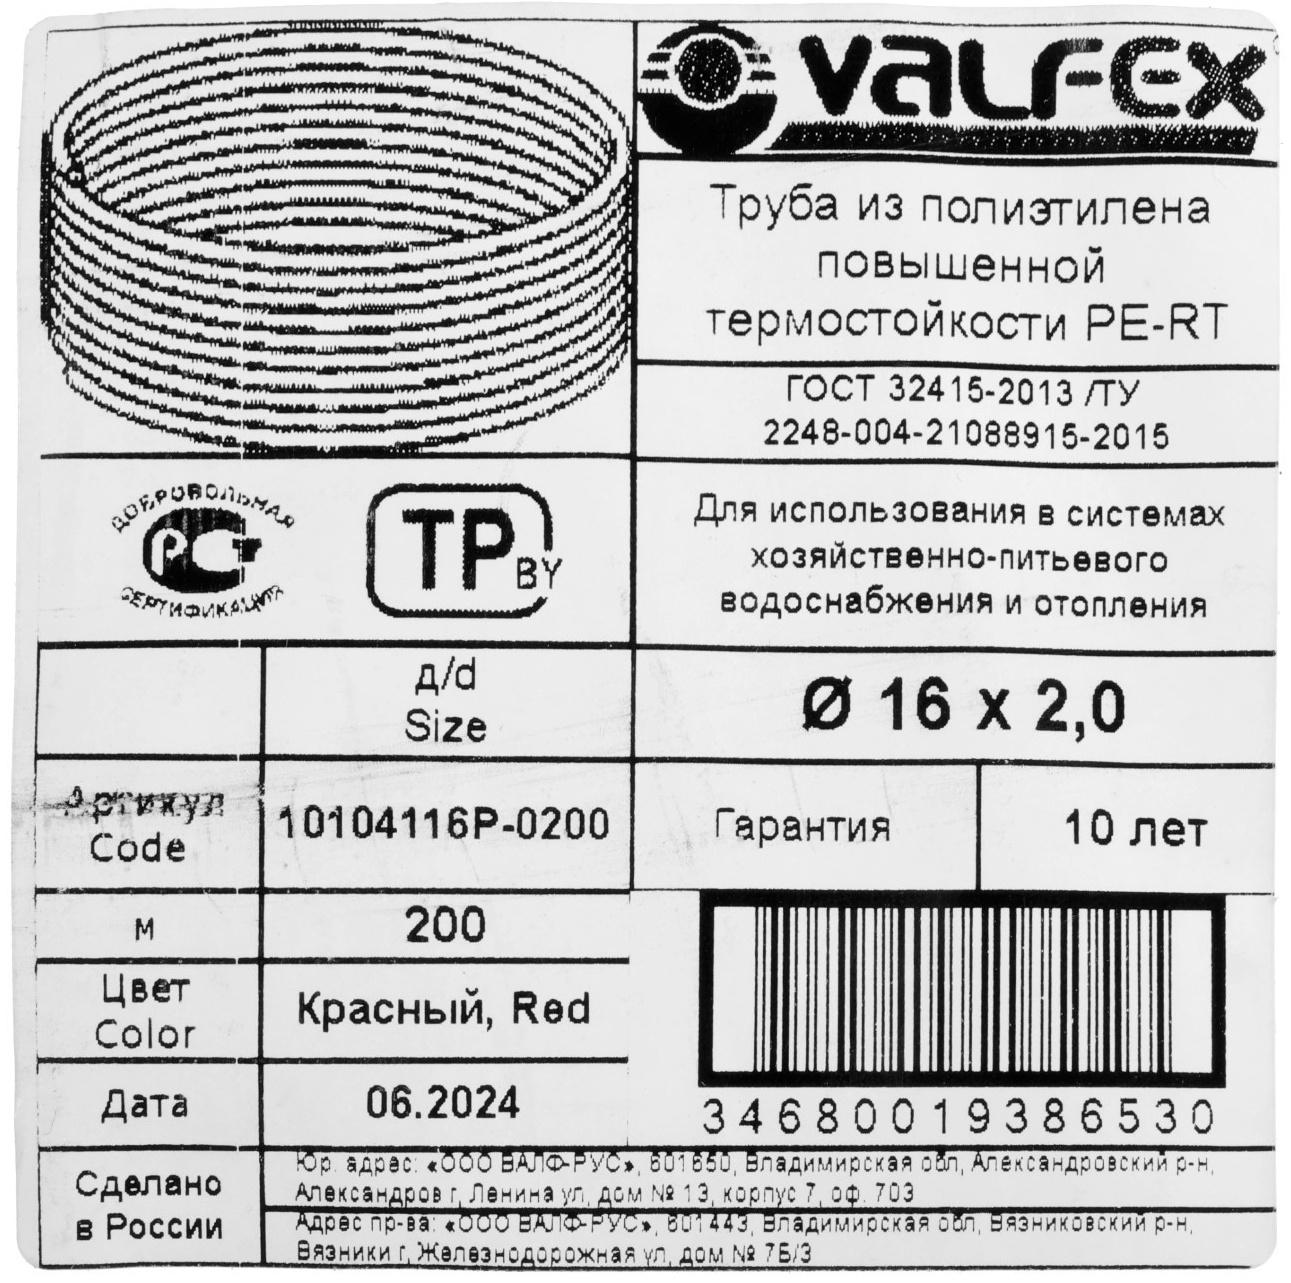 VALFEX
Труба из полиэтилена
повышенной
термостойкости PE-RT
ГОСТ 32415-2013 /ТУ
2248-004-21088915-2015
ДОБРОВОЛЬНАЯ
РСТ
СЕРТИФИКАЦИЯ
ТР BY
Для использования в системах
хозяйственно-питьевого
водоснабжения и отопления
д/d
Size
Ø 16 x 2,0
Артикул
Code
10104116P-0200
Гарантия
10 лет
м
200
Цвет
Color
Красный, Red
Дата
06.2024
34680019386530
Сделано
в России
Юр. адрес: «ООО ВАЛФ-РУС», 601650, Владимирская обл, Александровский р-н,
Александров г, Ленина ул, дом № 13, корпус 7, оф. 703
Адрес пр-ва: «ООО ВАЛФ-РУС», 601443, Владимирская обл, Вязниковский р-н,
Вязники г, Железнодорожная ул, дом № 7Б/3